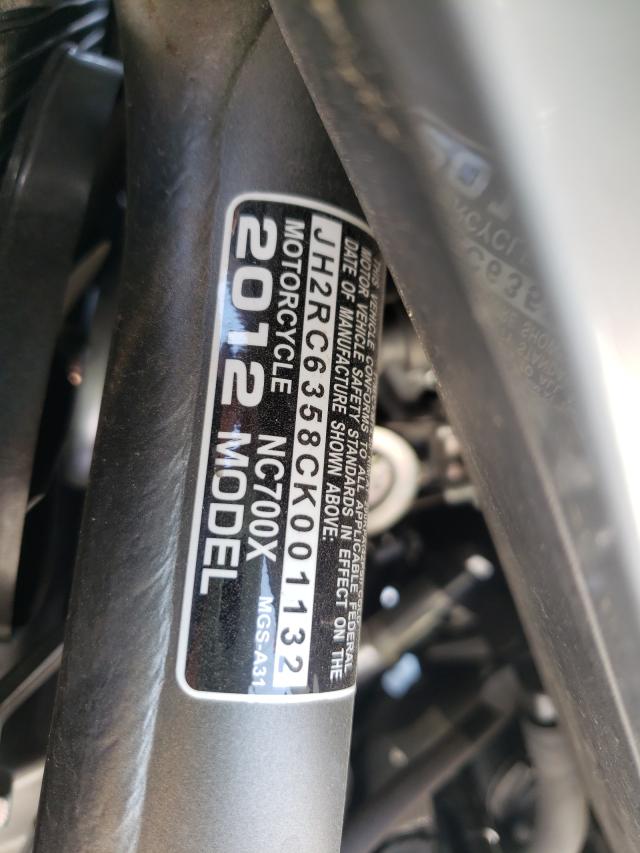 THIS VEHICLE CONFORMS TO ALL APPLICABLE FEDERAL
MOTOR VEHICLE SAFETY STANDARDS IN EFFECT ON THE
DATE OF MANUFACTURE SHOWN ABOVE:
JH2RC6358CK001132
MOTORCYCLE NC700X MGS-A31
2012 MODEL